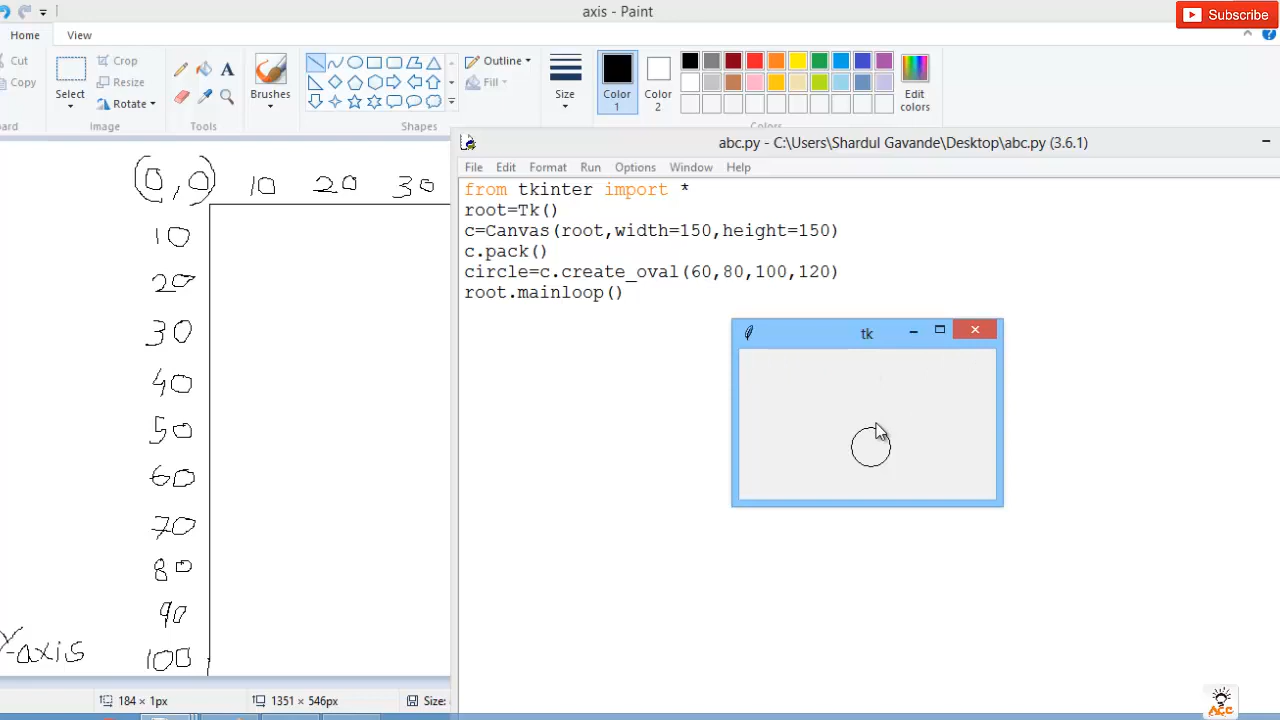 axis - Paint
Subscribe
Home View
Cut
Copy
Select
Crop
Resize
Rotate
Brushes
Outline
Fill
Size
Color 1
Color 2
Edit colors
Image
Tools
Shapes
Colors
abc.py - C:\Users\Shardul Gavande\Desktop\abc.py (3.6.1)
File Edit Format Run Options Window Help
from tkinter import *
root=Tk()
c=Canvas(root,width=150,height=150)
c.pack()
circle=c.create_oval(60,80,100,120)
root.mainloop()
tk
(0,0) 10 20 30
10
20
30
40
50
60
70
80
90
Y-axis 100
184 × 1px 1351 × 546px Size:
ACC